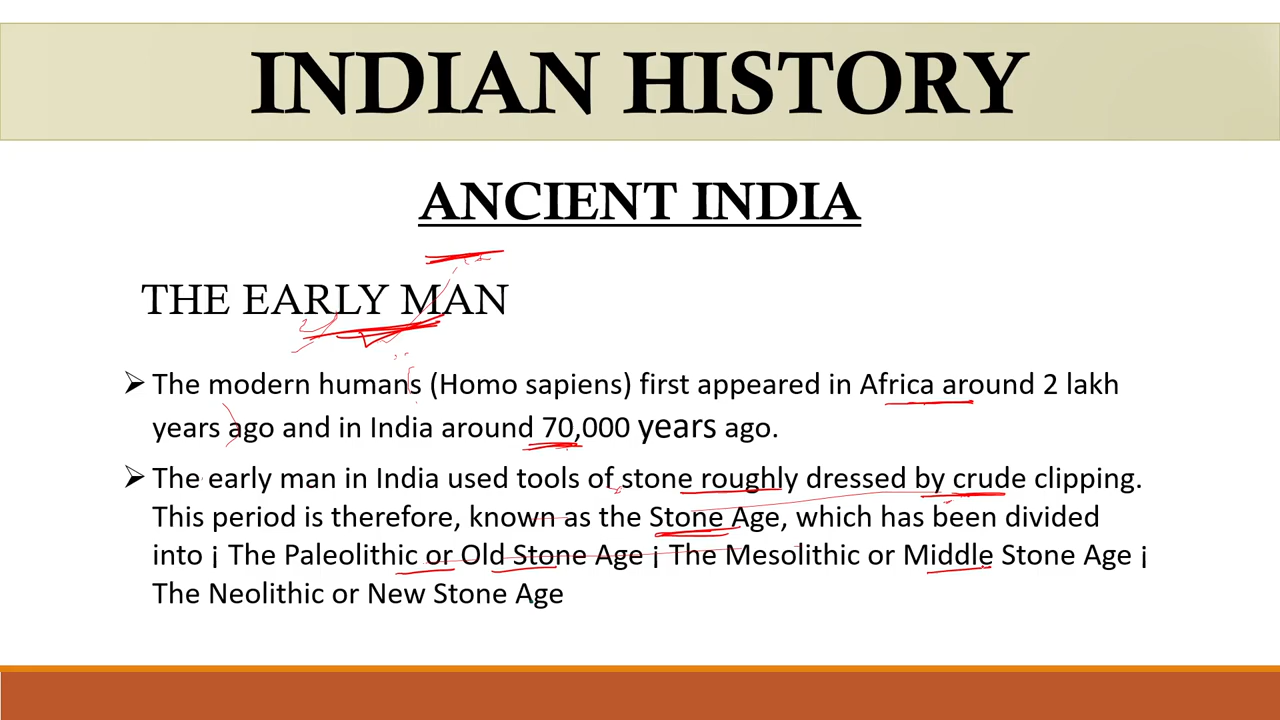 INDIAN HISTORY
ANCIENT INDIA
THE EARLY MAN
➢ The modern humans (Homo sapiens) first appeared in Africa around 2 lakh
years ago and in India around 70,000 years ago.
➢ The early man in India used tools of stone roughly dressed by crude clipping.
This period is therefore, known as the Stone Age, which has been divided
into ¡ The Paleolithic or Old Stone Age ¡ The Mesolithic or Middle Stone Age ¡
The Neolithic or New Stone Age